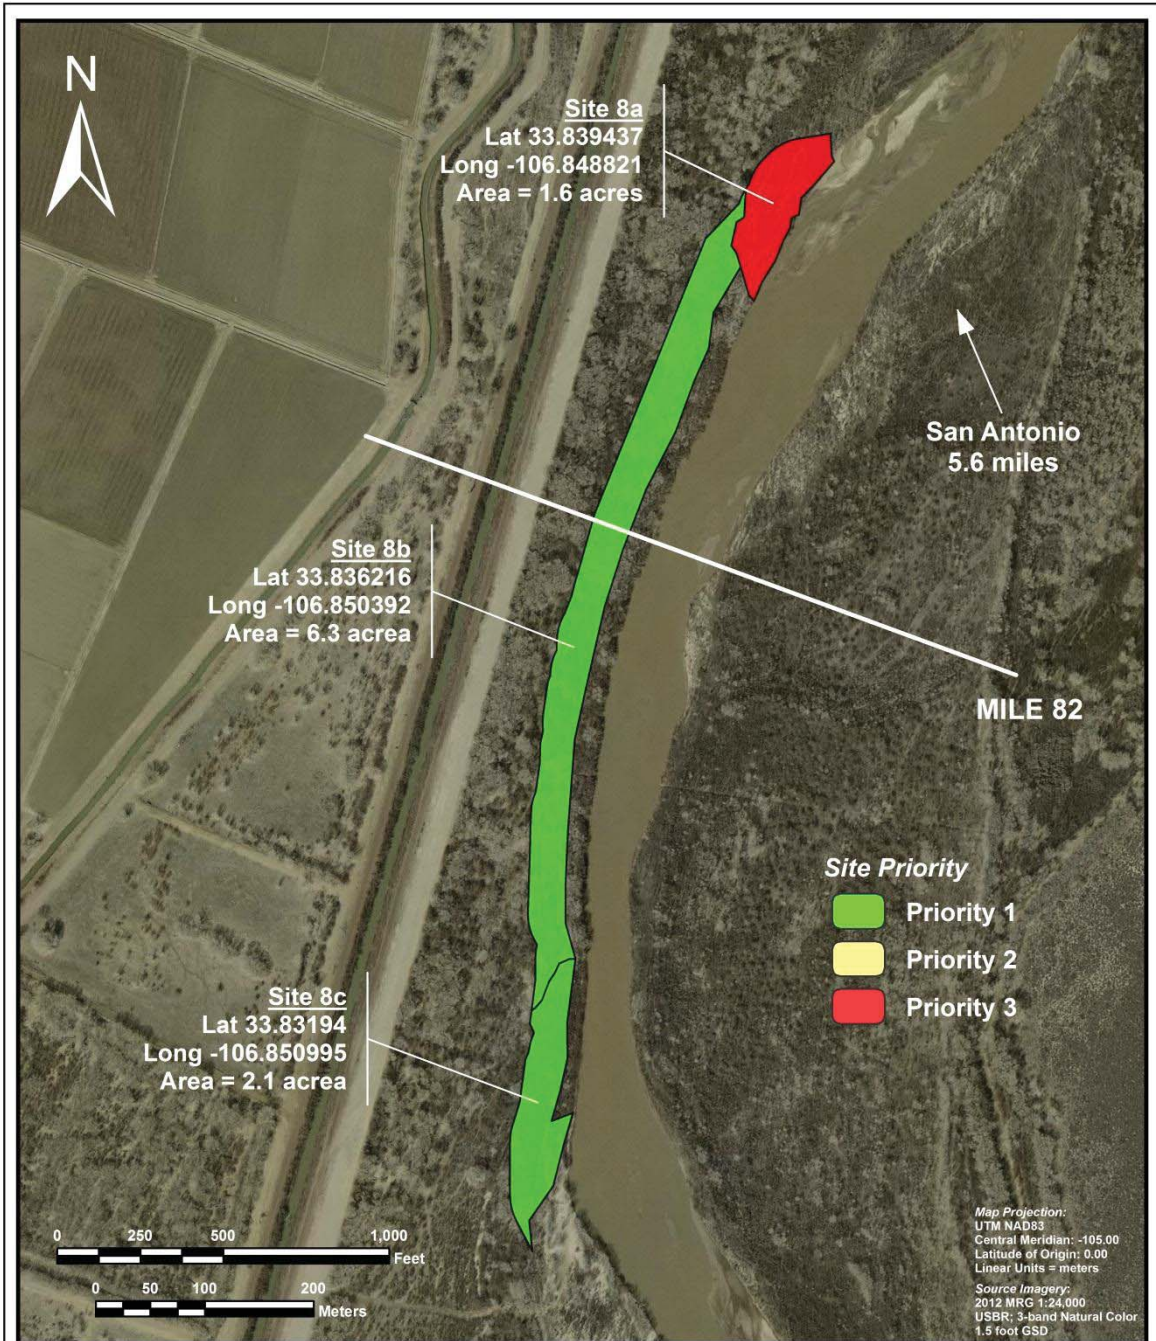 N
Site 8a
Lat 33.839437
Long -106.848821
Area = 1.6 acres
San Antonio
5.6 miles
Site 8b
Lat 33.836216
Long -106.850392
Area = 6.3 acrea
MILE 82
Site Priority
Priority 1
Priority 2
Priority 3
Site 8c
Lat 33.83194
Long -106.850995
Area = 2.1 acrea
0 250 500 1,000
Feet
0 50 100 200
Meters
Map Projection:
UTM NAD83
Central Meridian: -105.00
Latitude of Origin: 0.00
Linear Units = meters
Source Imagery:
2012 MRG 1:24,000
USBR; 3-band Natural Color
1.5 foot GSD